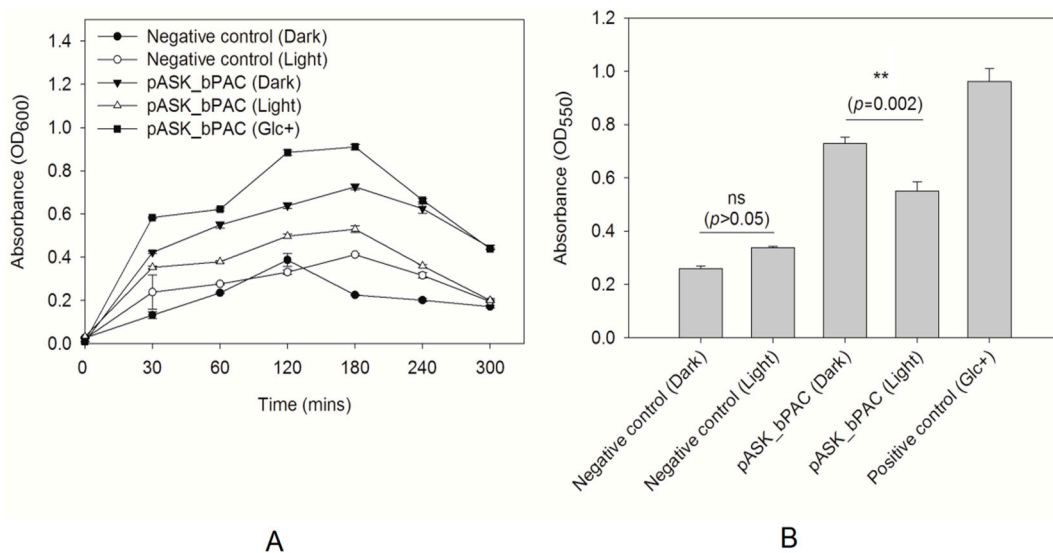 Absorbance (OD600)
1.4
1.2
1.0
0.8
0.6
0.4
0.2
0.0
Negative control (Dark)
Negative control (Light)
pASK_bPAC (Dark)
pASK_bPAC (Light)
pASK_bPAC (Glc+)
0 30 60 120 180 240 300
Time (mins)
A
Absorbance (OD550)
1.2
1.0
0.8
0.6
0.4
0.2
0.0
ns
(p>0.05)
**
(p=0.002)
Negative control (Dark)
Negative control (Light)
pASK_bPAC (Dark)
pASK_bPAC (Light)
Positive control (Glc+)
B